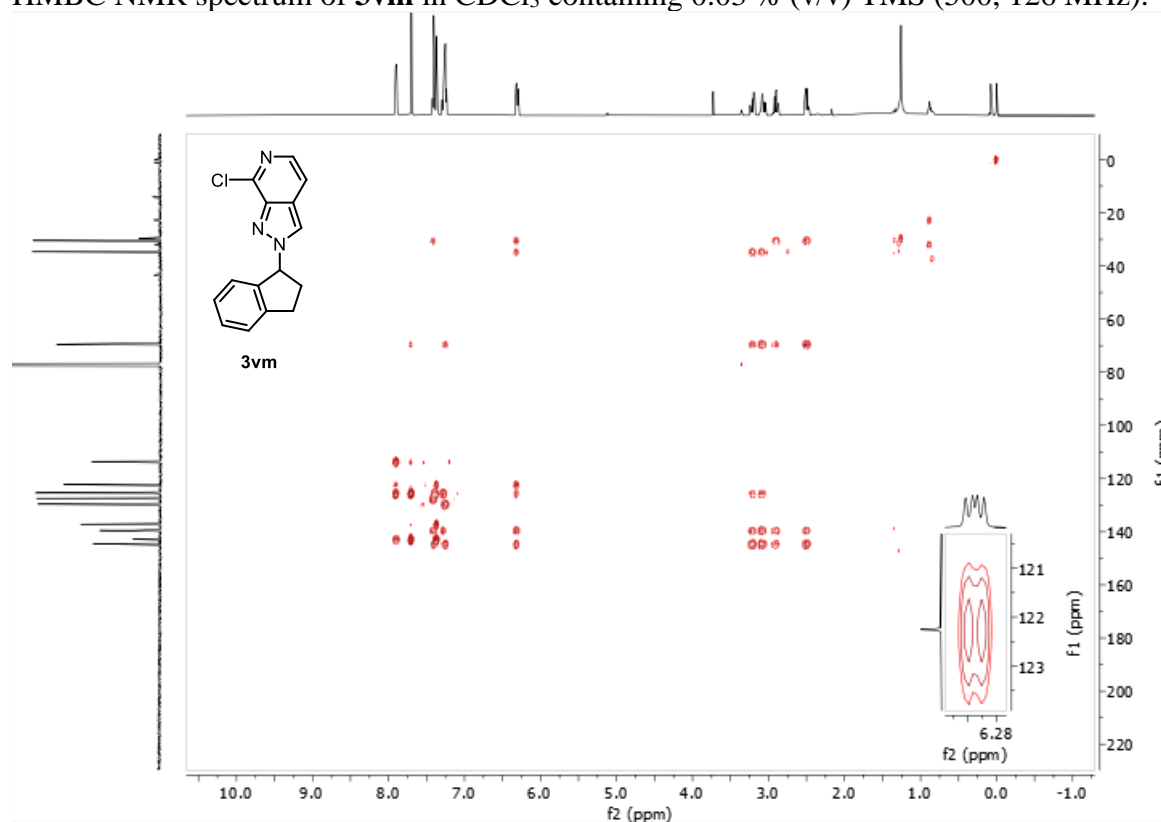 HMBC NMR spectrum of 3vm in CDCl₃ containing 0.03 % (v/v) TMS (500, 126 MHz).
N
Cl
N
N
3vm
0
20
40
60
80
100
120
140
160
180
200
220
f1 (ppm)
121
122
123
f1 (ppm)
6.28
f2 (ppm)
10.0 9.0 8.0 7.0 6.0 5.0 4.0 3.0 2.0 1.0 0.0 -1.0
f2 (ppm)